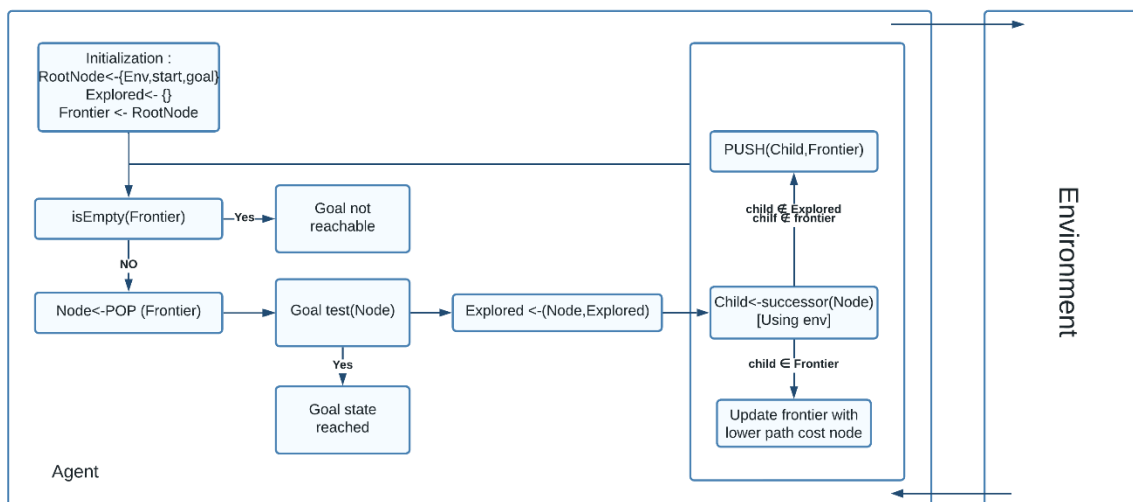 Initialization :
RootNode<-{Env,start,goal}
Explored<- {}
Frontier <- RootNode
PUSH(Child,Frontier)
isEmpty(Frontier)
Yes
Goal not
reachable
child ∉ Explored
chilf ∉ frontier
NO
Node<-POP (Frontier)
Goal test(Node)
Explored <-(Node,Explored)
Child<-successor(Node)
[Using env]
Yes
child ∈ Frontier
Goal state
reached
Update frontier with
lower path cost node
Agent
Environment